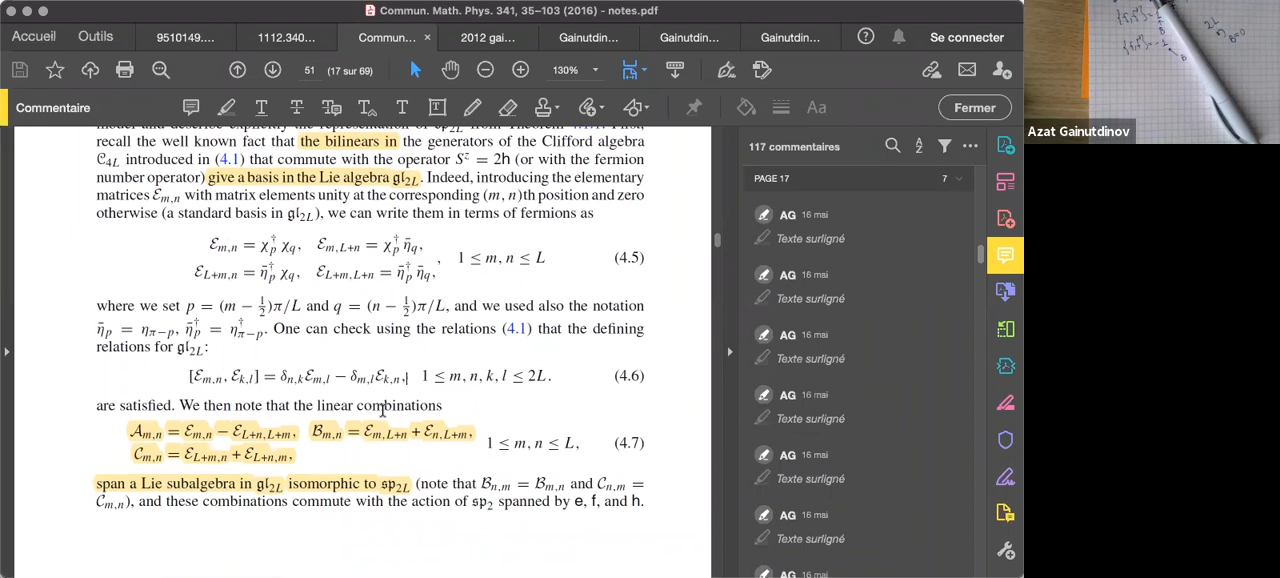 Commun. Math. Phys. 341, 35–103 (2016) - notes.pdf
Accueil Outils 9510149.... 1112.340... Commun... × 2012 gai... Gainutdin... Gainutdin... Gainutdin... Se connecter
51 (17 sur 69) 130%
Commentaire Fermer
recall the well known fact that the bilinears in the generators of the Clifford algebra
𝒞4L introduced in (4.1) that commute with the operator Sᶻ = 2h (or with the fermion
number operator) give a basis in the Lie algebra 𝔤𝔩2L. Indeed, introducing the elementary
matrices ℰm,n with matrix elements unity at the corresponding (m, n)th position and zero
otherwise (a standard basis in 𝔤𝔩2L), we can write them in terms of fermions as
ℰm,n = χ†p χq, ℰm,L+n = χ†p η̄q,
ℰL+m,n = η̄†p χq, ℰL+m,L+n = η̄†p η̄q, 1 ≤ m, n ≤ L (4.5)
where we set p = (m − 1/2)π/L and q = (n − 1/2)π/L, and we used also the notation
η̄p = ηπ−p, η̄†p = η†π−p. One can check using the relations (4.1) that the defining
relations for 𝔤𝔩2L:
[ℰm,n, ℰk,l] = δn,kℰm,l − δm,lℰk,n, 1 ≤ m, n, k, l ≤ 2L. (4.6)
are satisfied. We then note that the linear combinations
𝒜m,n = ℰm,n − ℰL+n,L+m, ℬm,n = ℰm,L+n + ℰn,L+m,
𝒞m,n = ℰL+m,n + ℰL+n,m, 1 ≤ m, n ≤ L, (4.7)
span a Lie subalgebra in 𝔤𝔩2L isomorphic to 𝔰𝔭2L (note that ℬn,m = ℬm,n and 𝒞n,m =
𝒞m,n), and these combinations commute with the action of 𝔰𝔭2 spanned by e, f, and h.
117 commentaires
PAGE 17 7
AG 16 mai
Texte surligné
AG 16 mai
Texte surligné
AG 16 mai
Texte surligné
AG 16 mai
Texte surligné
AG 16 mai
Texte surligné
AG 16 mai
Texte surligné
AG 16 mai
Azat Gainutdinov